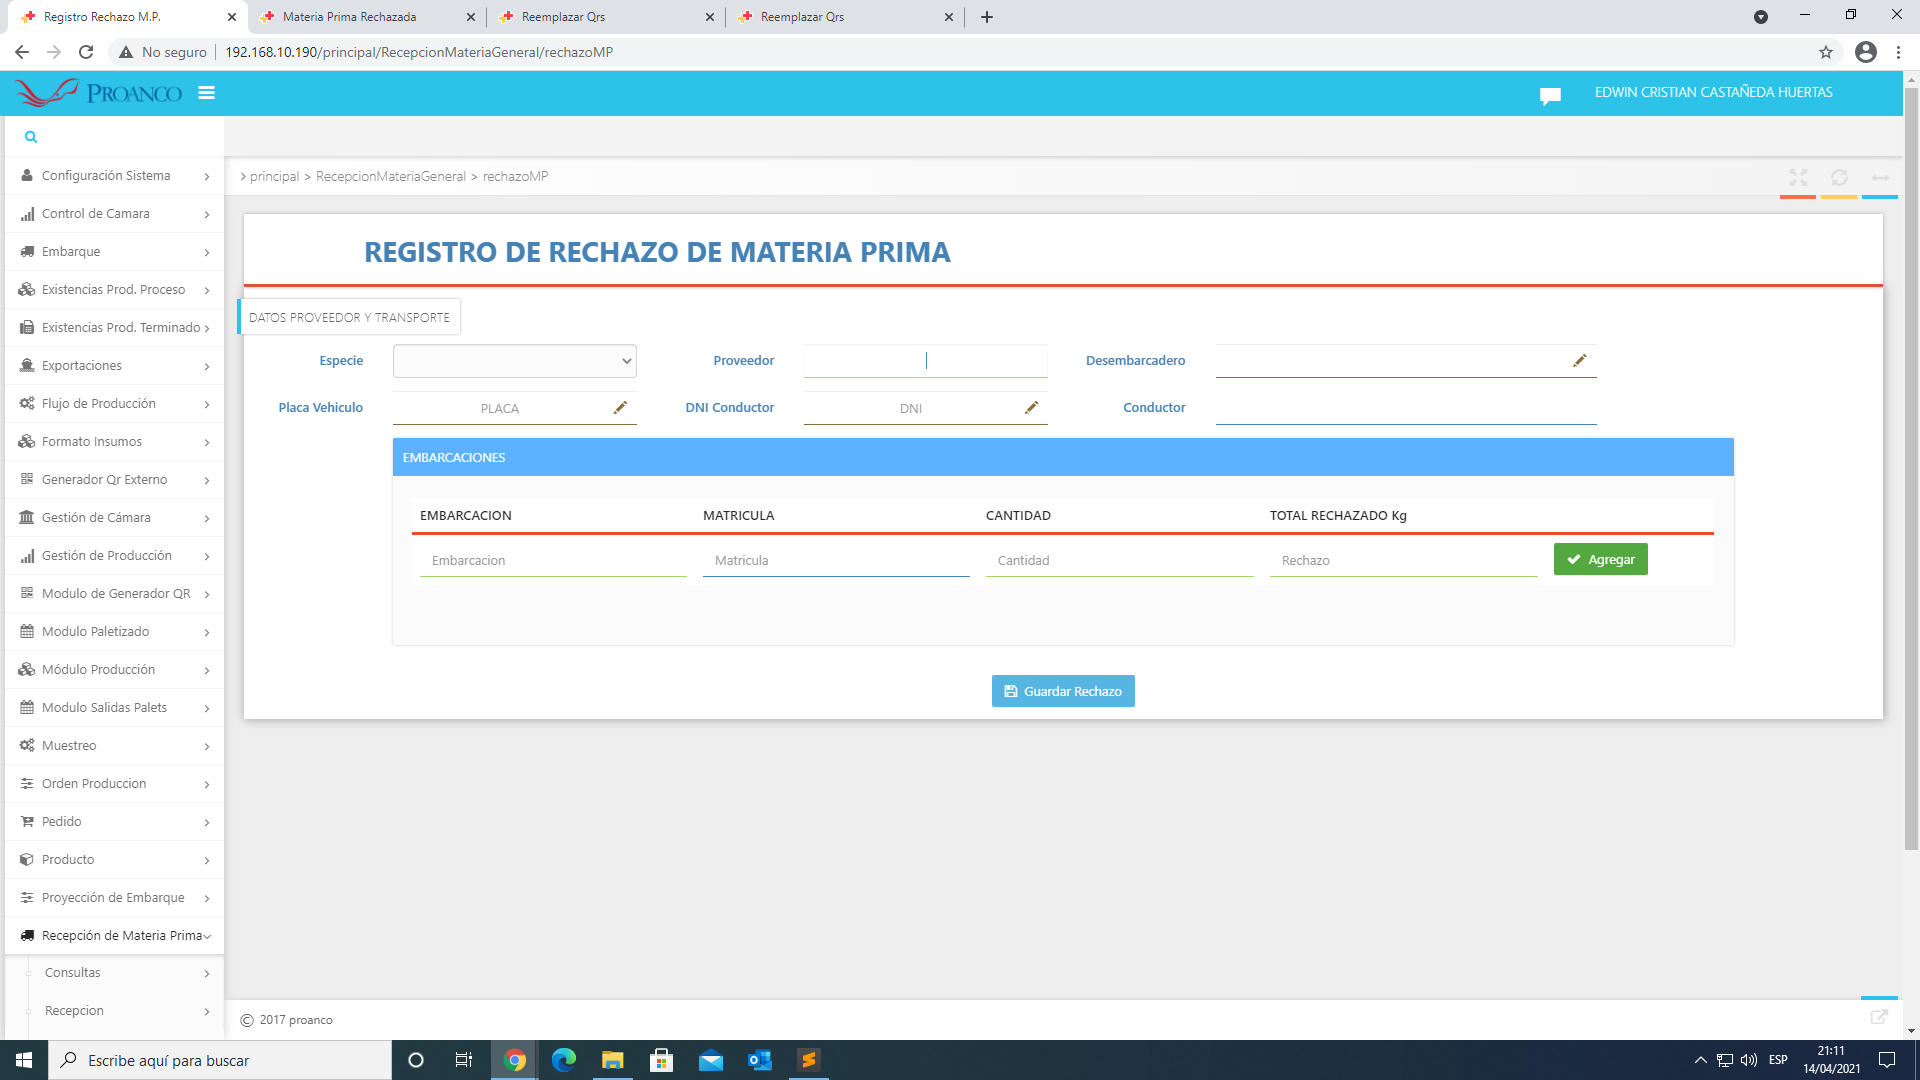 Registro Rechazo M.P.
Materia Prima Rechazada
Reemplazar Qrs
Reemplazar Qrs
No seguro
192.168.10.190/principal/RecepcionMateriaGeneral/rechazoMP
PROANCO
EDWIN CRISTIAN CASTAÑEDA HUERTAS
> principal > RecepcionMateriaGeneral > rechazoMP
Configuración Sistema
Control de Camara
Embarque
Existencias Prod. Proceso
Existencias Prod. Terminado
Exportaciones
Flujo de Producción
Formato Insumos
Generador Qr Externo
Gestión de Cámara
Gestión de Producción
Modulo de Generador QR
Modulo Paletizado
Módulo Producción
Modulo Salidas Palets
Muestreo
Orden Produccion
Pedido
Producto
Proyección de Embarque
Recepción de Materia Prima
Consultas
Recepcion
REGISTRO DE RECHAZO DE MATERIA PRIMA
DATOS PROVEEDOR Y TRANSPORTE
Especie
Proveedor
Desembarcadero
Placa Vehiculo
PLACA
DNI Conductor
DNI
Conductor
EMBARCACIONES
EMBARCACION
MATRICULA
CANTIDAD
TOTAL RECHAZADO Kg
Embarcacion
Matricula
Cantidad
Rechazo
Agregar
Guardar Rechazo
© 2017 proanco
Escribe aquí para buscar
ESP
21:11
14/04/2021